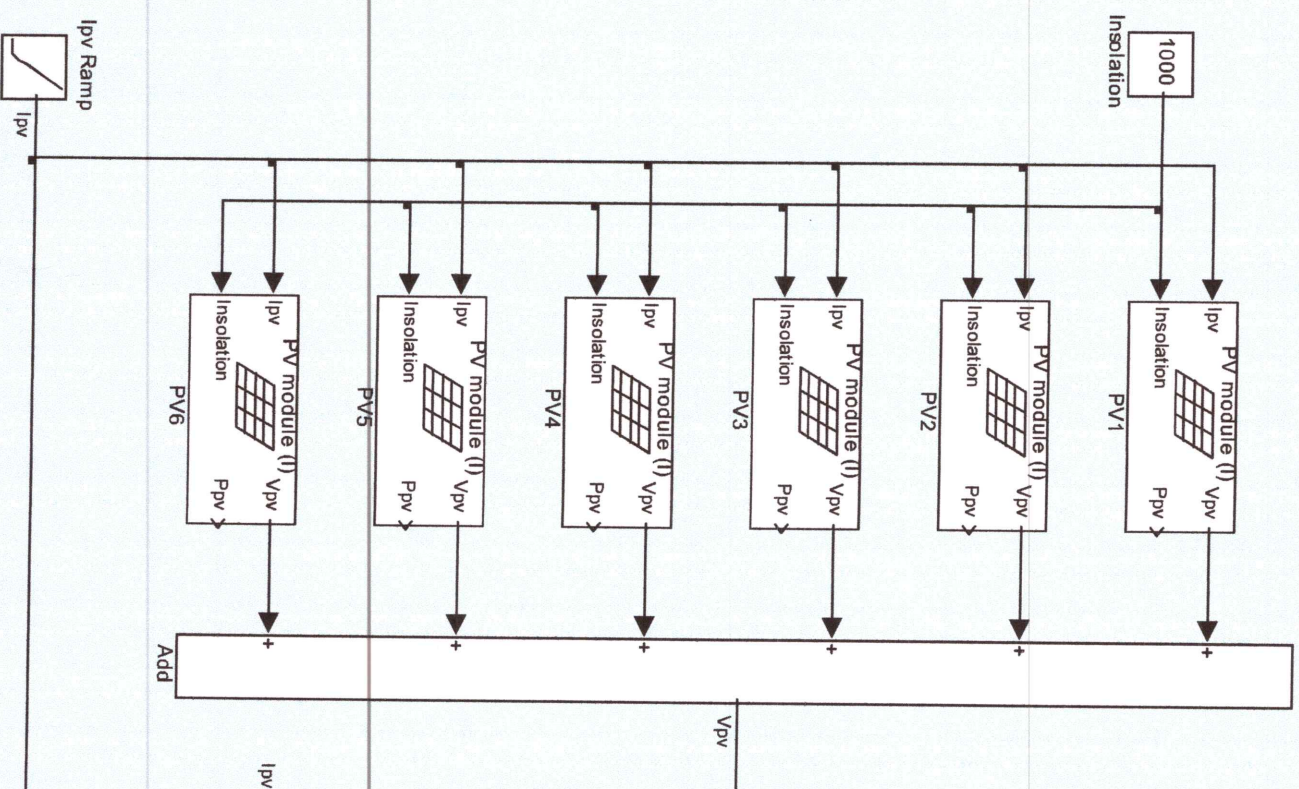 1000
Insolation
Ipv
Insolation
PV module (I)
Vpv
Ppv
PV1
Ipv
Insolation
PV module (I)
Vpv
Ppv
PV2
Ipv
Insolation
PV module (I)
Vpv
Ppv
PV3
Ipv
Insolation
PV module (I)
Vpv
Ppv
PV4
Ipv
Insolation
PV module (I)
Vpv
Ppv
PV5
Ipv
Insolation
PV module (I)
Vpv
Ppv
PV6
+
+
+
+
+
+
Add
Vpv
Ipv Ramp
Ipv
Ipv